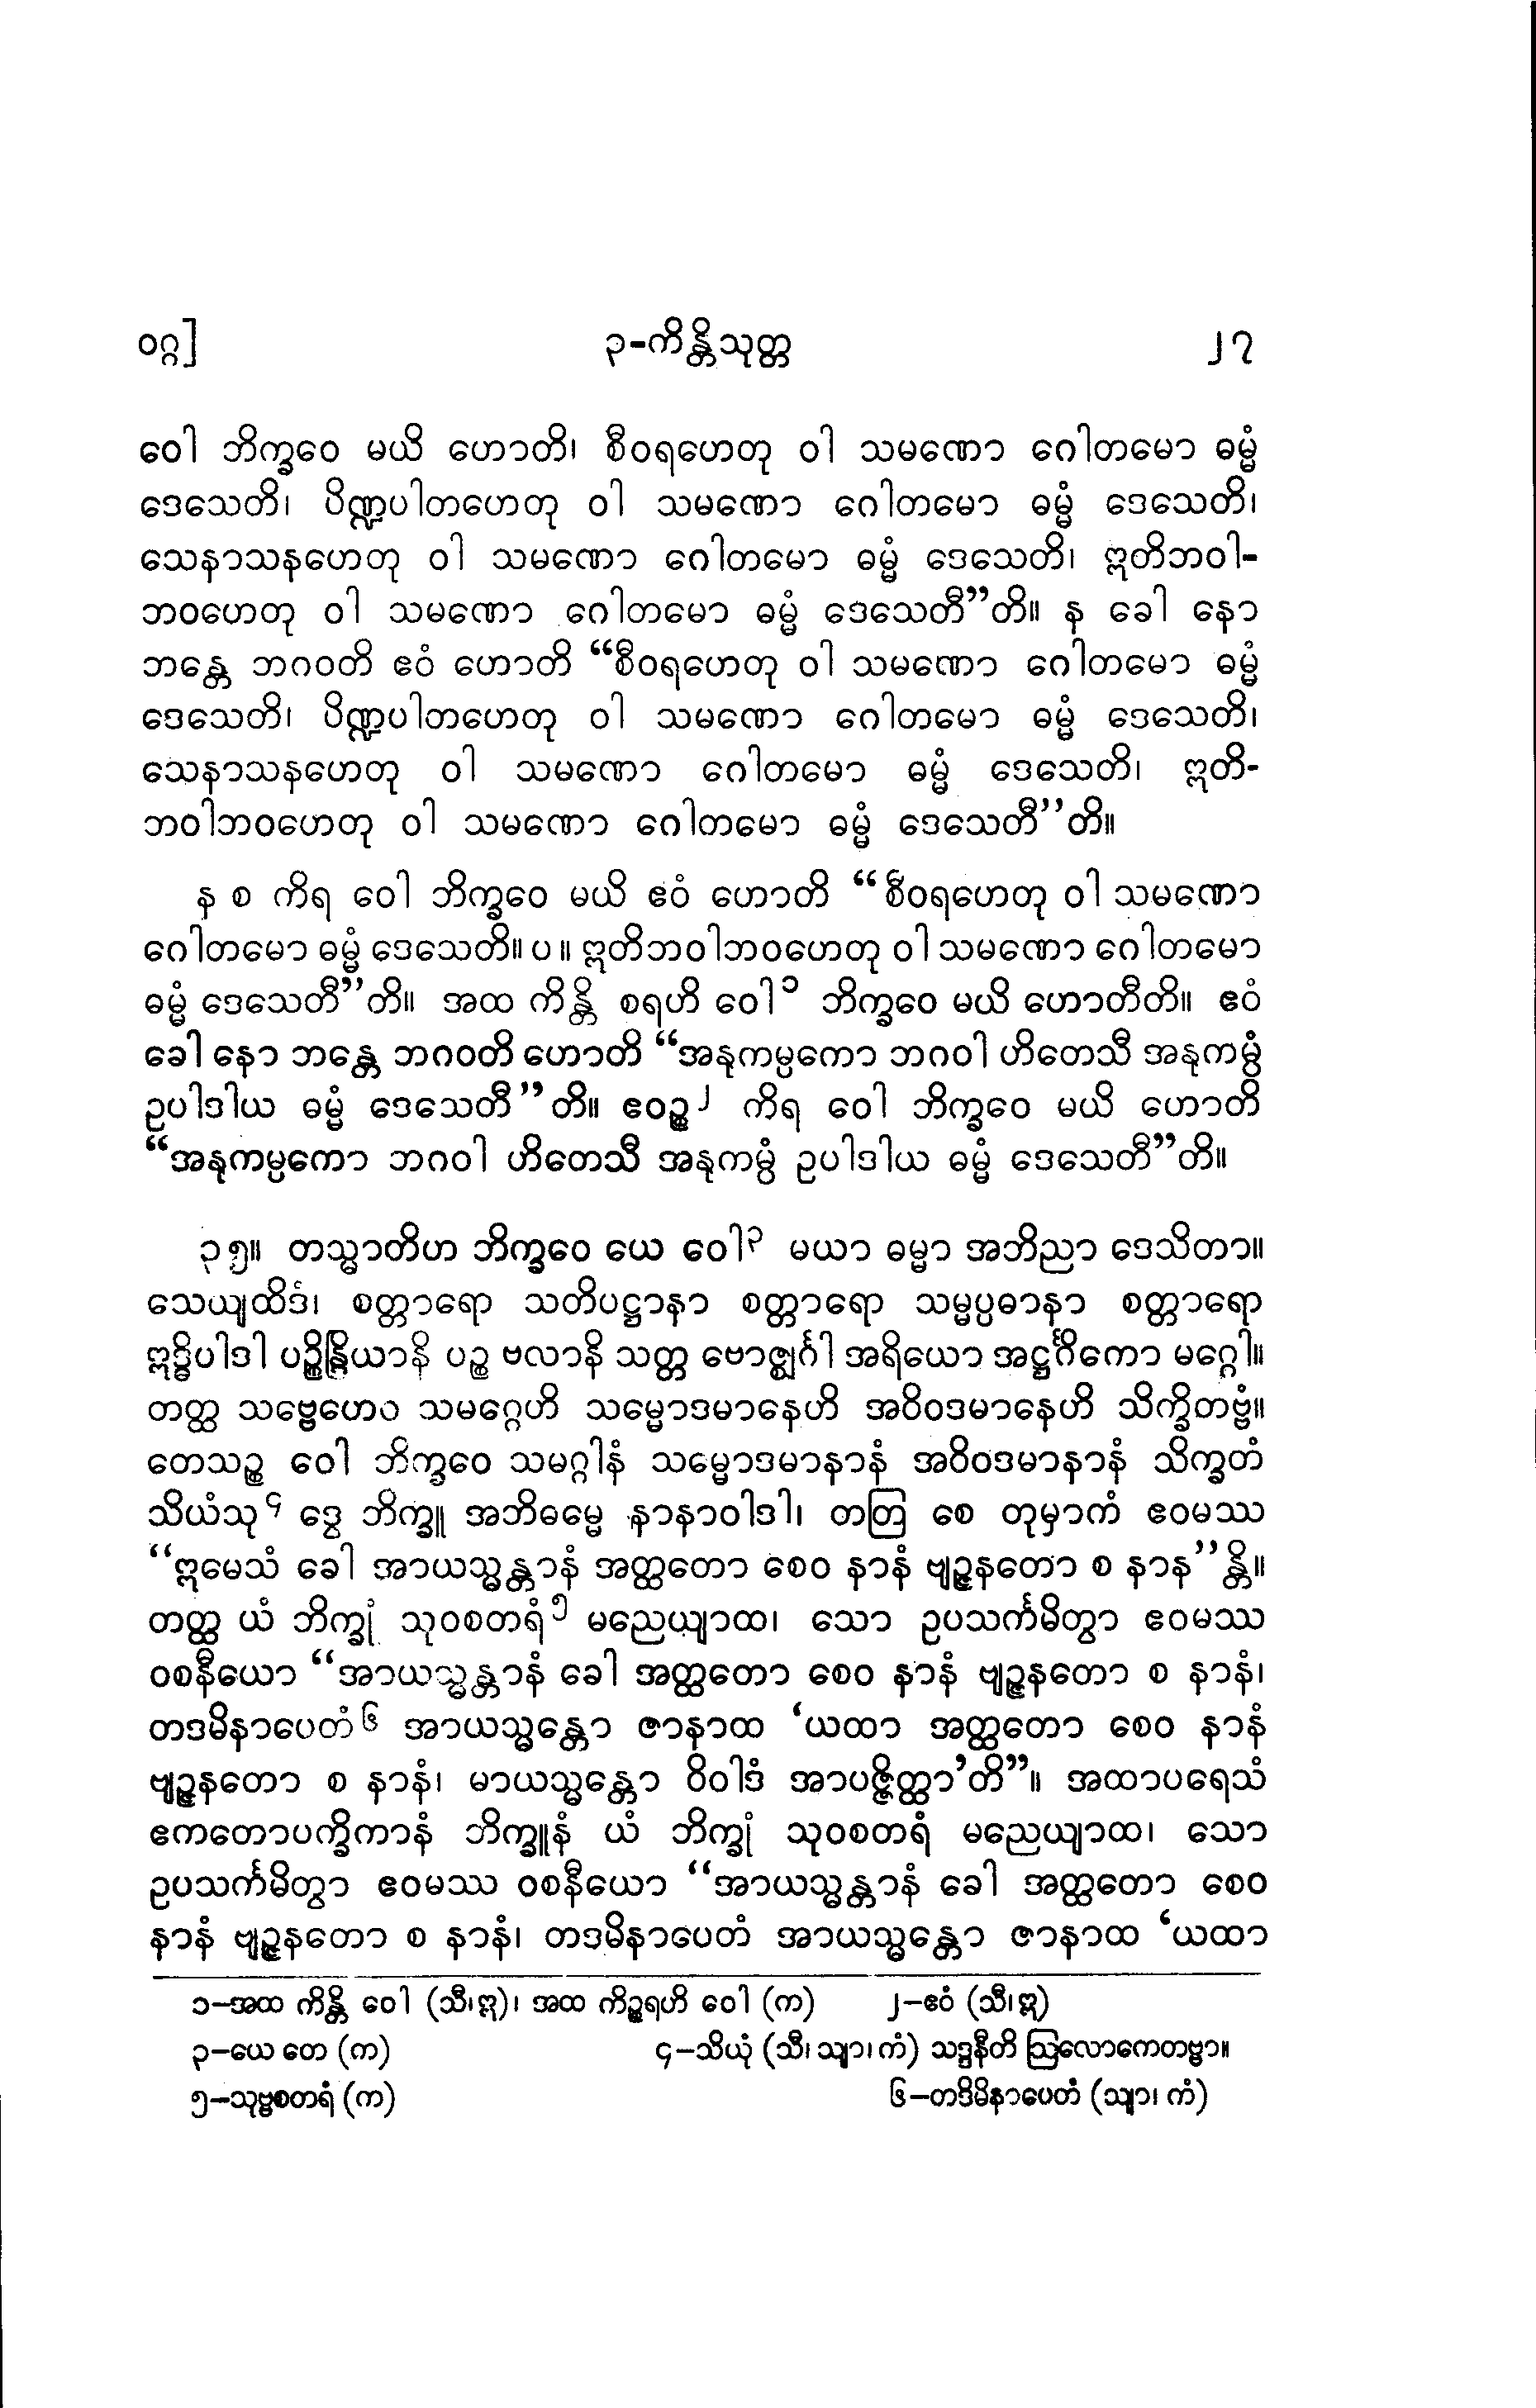 ဝဂ္ဂ] ၃-ကိန္တိသုတ္တ ၂၇
ဝေါ ဘိက္ခဝေ မယိ ဟောတိ၊ စီဝရဟေတု ဝါ သမဏော ဂေါတမော ဓမ္မံ
ဒေသေတိ၊ ပိဏ္ဍပါတဟေတု ဝါ သမဏော ဂေါတမော ဓမ္မံ ဒေသေတိ၊
သေနာသနဟေတု ဝါ သမဏော ဂေါတမော ဓမ္မံ ဒေသေတိ၊ ဣတိဘဝါ-
ဘဝဟေတု ဝါ သမဏော ဂေါတမော ဓမ္မံ ဒေသေတီ”တိ။ န ခေါ နော
ဘန္တေ ဘဂဝတိ ဧဝံ ဟောတိ “စီဝရဟေတု ဝါ သမဏော ဂေါတမော ဓမ္မံ
ဒေသေတိ၊ ပိဏ္ဍပါတဟေတု ဝါ သမဏော ဂေါတမော ဓမ္မံ ဒေသေတိ၊
သေနာသနဟေတု ဝါ သမဏော ဂေါတမော ဓမ္မံ ဒေသေတိ၊ ဣတိ-
ဘဝါဘဝဟေတု ဝါ သမဏော ဂေါတမော ဓမ္မံ ဒေသေတီ”တိ။
န စ ကိရ ဝေါ ဘိက္ခဝေ မယိ ဧဝံ ဟောတိ “စီဝရဟေတု ဝါ သမဏော
ဂေါတမော ဓမ္မံ ဒေသေတိ။ ပ ။ ဣတိဘဝါဘဝဟေတု ဝါ သမဏော ဂေါတမော
ဓမ္မံ ဒေသေတီ”တိ။ အထ ကိန္တိ စရဟိ ဝေါ၁ ဘိက္ခဝေ မယိ ဟောတီတိ။ ဧဝံ
ခေါ နော ဘန္တေ ဘဂဝတိ ဟောတိ “အနုကမ္ပကော ဘဂဝါ ဟိတေသီ အနုကမ္ပံ
ဥပါဒါယ ဓမ္မံ ဒေသေတီ”တိ။ ဧဝဉ္စ၂ ကိရ ဝေါ ဘိက္ခဝေ မယိ ဟောတိ
“အနုကမ္ပကော ဘဂဝါ ဟိတေသီ အနုကမ္ပံ ဥပါဒါယ ဓမ္မံ ဒေသေတီ”တိ။
၃၅။ တသ္မာတိဟ ဘိက္ခဝေ ယေ ဝေါ၃ မယာ ဓမ္မာ အဘိညာ ဒေသိတာ။
သေယျထိဒံ၊ စတ္တာရော သတိပဋ္ဌာနာ စတ္တာရော သမ္မပ္ပဓာနာ စတ္တာရော
ဣဒ္ဓိပါဒါ ပဉ္စိန္ဒြိယာနိ ပဉ္စ ဗလာနိ သတ္တ ဗောဇ္ဈင်္ဂါ အရိယော အဋ္ဌင်္ဂိကော မဂ္ဂေါ။
တတ္ထ သဗ္ဗေဟေဝ သမဂ္ဂေဟိ သမ္မောဒမာနေဟိ အဝိဝဒမာနေဟိ သိက္ခိတဗ္ဗံ။
တေသဉ္စ ဝေါ ဘိက္ခဝေ သမဂ္ဂါနံ သမ္မောဒမာနာနံ အဝိဝဒမာနာနံ သိက္ခတံ
သိယံသု၄ ဒွေ ဘိက္ခူ အဘိဓမ္မေ နာနာဝါဒါ၊ တတြ စေ တုမှာကံ ဧဝမဿ
“ဣမေသံ ခေါ အာယသ္မန္တာနံ အတ္ထတော စေဝ နာနံ ဗျဉ္ဇနတော စ နာန”န္တိ။
တတ္ထ ယံ ဘိက္ခုံ သုဝစတရံ၅ မညေယျာထ၊ သော ဥပသင်္ကမိတွာ ဧဝမဿ
ဝစနီယော “အာယသ္မန္တာနံ ခေါ အတ္ထတော စေဝ နာနံ ဗျဉ္ဇနတော စ နာနံ၊
တဒမိနာပေတံ၆ အာယသ္မန္တော ဇာနာထ ‘ယထာ အတ္ထတော စေဝ နာနံ
ဗျဉ္ဇနတော စ နာနံ၊ မာယသ္မန္တော ဝိဝါဒံ အာပဇ္ဇိတ္ထာ’တိ”။ အထာပရေသံ
ဧကတောပက္ခိကာနံ ဘိက္ခူနံ ယံ ဘိက္ခုံ သုဝစတရံ မညေယျာထ၊ သော
ဥပသင်္ကမိတွာ ဧဝမဿ ဝစနီယော “အာယသ္မန္တာနံ ခေါ အတ္ထတော စေဝ
နာနံ ဗျဉ္ဇနတော စ နာနံ၊ တဒမိနာပေတံ အာယသ္မန္တော ဇာနာထ ‘ယထာ
၁-အထ ကိန္တိ ဝေါ (သီ၊ဣ)၊ အထ ကိဉ္စရဟိ ဝေါ (က) ၂-ဧဝံ (သီ၊ဣ)
၃-ယေ တေ (က) ၄-သိယုံ (သီ၊ သျာ၊ ကံ) သဒ္ဒနီတိ ဩလောကေတဗ္ဗာ။
၅-သုဗ္ဗစတရံ (က) ၆-တဒိမိနာပေတံ (သျာ၊ ကံ)